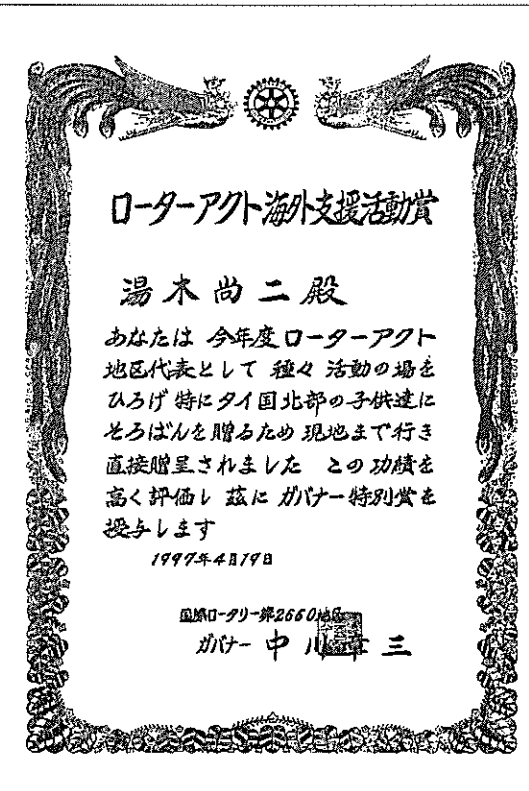 ローターアクト海外支援活動賞
湯木尚二殿
あなたは 今年度 ローターアクト
地区代表として 種々 活動の場を
ひろげ 特にタイ国北部の子供達に
そろばんを贈るため 現地まで行き
直接贈呈されました この功績を
高く評価し 茲に ガバナー特別賞を
授与します
1997年4月19日
国際ロータリー第2660地区
ガバナー 中川 三